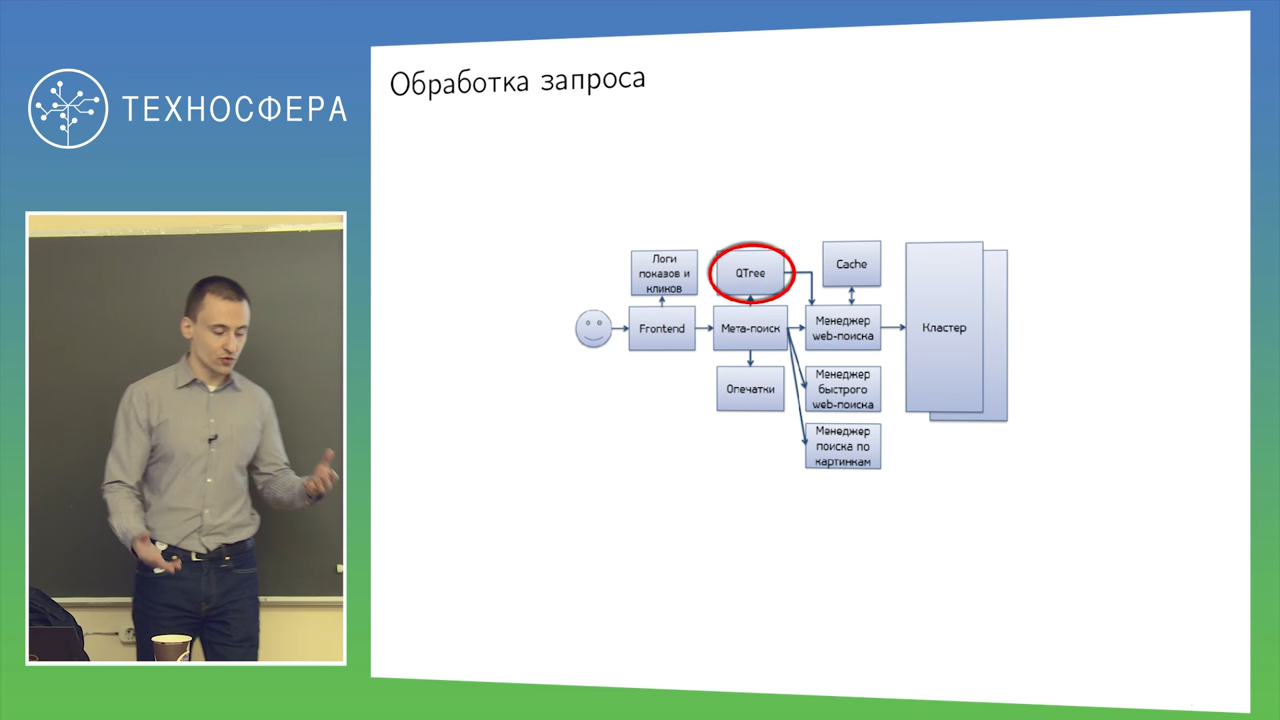 ТЕХНОСФЕРА
Обработка запроса
Логи
показов и
кликов
QTree
Cache
Frontend
Мета-поиск
Менеджер
web-поиска
Кластер
Опечатки
Менеджер
быстрого
web-поиска
Менеджер
поиска по
картинкам